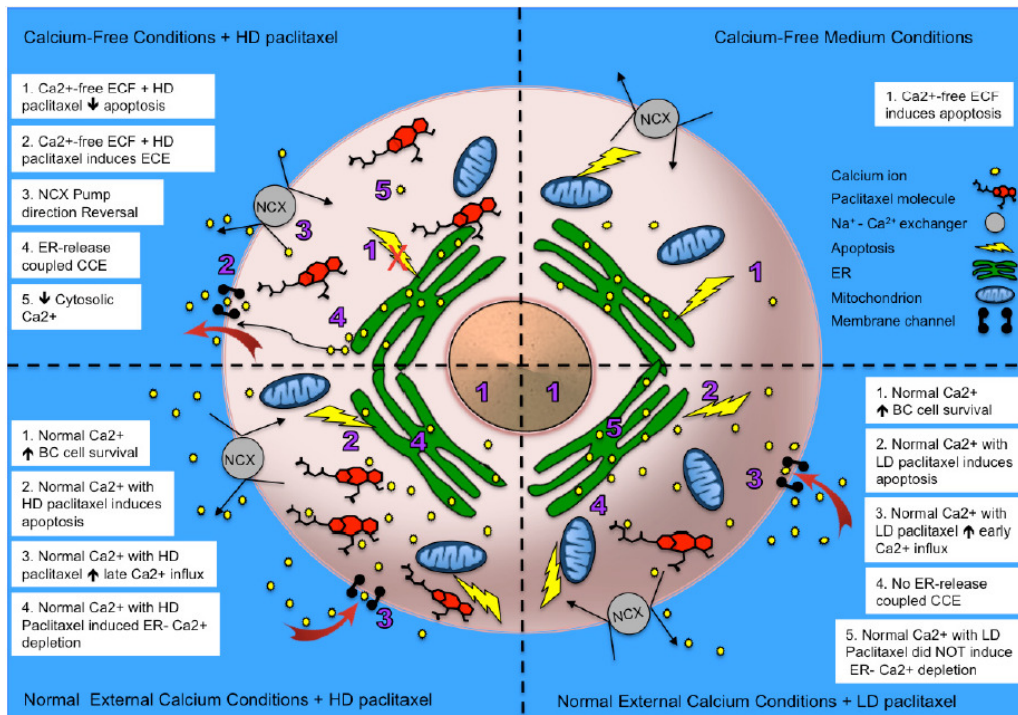 Calcium-Free Conditions + HD paclitaxel
1. Ca2+-free ECF + HD
paclitaxel 🡇 apoptosis
2. Ca2+-free ECF + HD
paclitaxel induces ECE
3. NCX Pump
direction Reversal
4. ER-release
coupled CCE
5. 🡇 Cytosolic
Ca2+
NCX
5
3
1
X
2
4
Calcium-Free Medium Conditions
1. Ca2+-free ECF
induces apoptosis
NCX
Calcium ion
Paclitaxel molecule
Na⁺ - Ca²⁺ exchanger
Apoptosis
ER
Mitochondrion
Membrane channel
1
1
1
1. Normal Ca2+
🡅 BC cell survival
2. Normal Ca2+ with
HD paclitaxel induces
apoptosis
3. Normal Ca2+ with HD
paclitaxel 🡅 late Ca2+ influx
4. Normal Ca2+ with HD
Paclitaxel induced ER- Ca2+
depletion
NCX
2
4
3
Normal External Calcium Conditions + HD paclitaxel
2
5
3
4
NCX
1. Normal Ca2+
🡅 BC cell survival
2. Normal Ca2+ with
LD paclitaxel induces
apoptosis
3. Normal Ca2+ with
LD paclitaxel 🡅 early
Ca2+ influx
4. No ER-release
coupled CCE
5. Normal Ca2+ with LD
Paclitaxel did NOT induce
ER- Ca2+ depletion
Normal External Calcium Conditions + LD paclitaxel